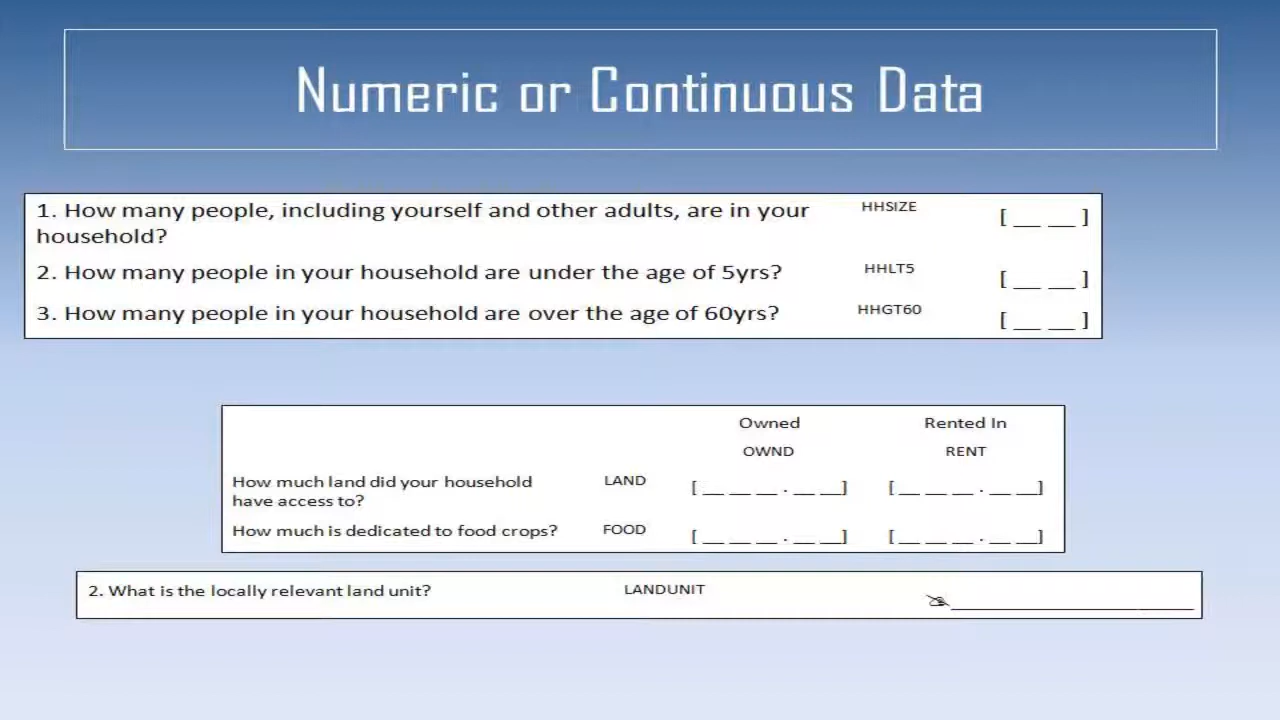 Numeric or Continuous Data
1. How many people, including yourself and other adults, are in your HHSIZE [ __ __ ]
household?
2. How many people in your household are under the age of 5yrs? HHLT5 [ __ __ ]
3. How many people in your household are over the age of 60yrs? HHGT60 [ __ __ ]
Owned Rented In
OWND RENT
How much land did your household LAND [ __ __ __ . __ __] [ __ __ __ . __ __]
have access to?
How much is dedicated to food crops? FOOD [ __ __ __ . __ __] [ __ __ __ . __ __]
2. What is the locally relevant land unit? LANDUNIT ______________________